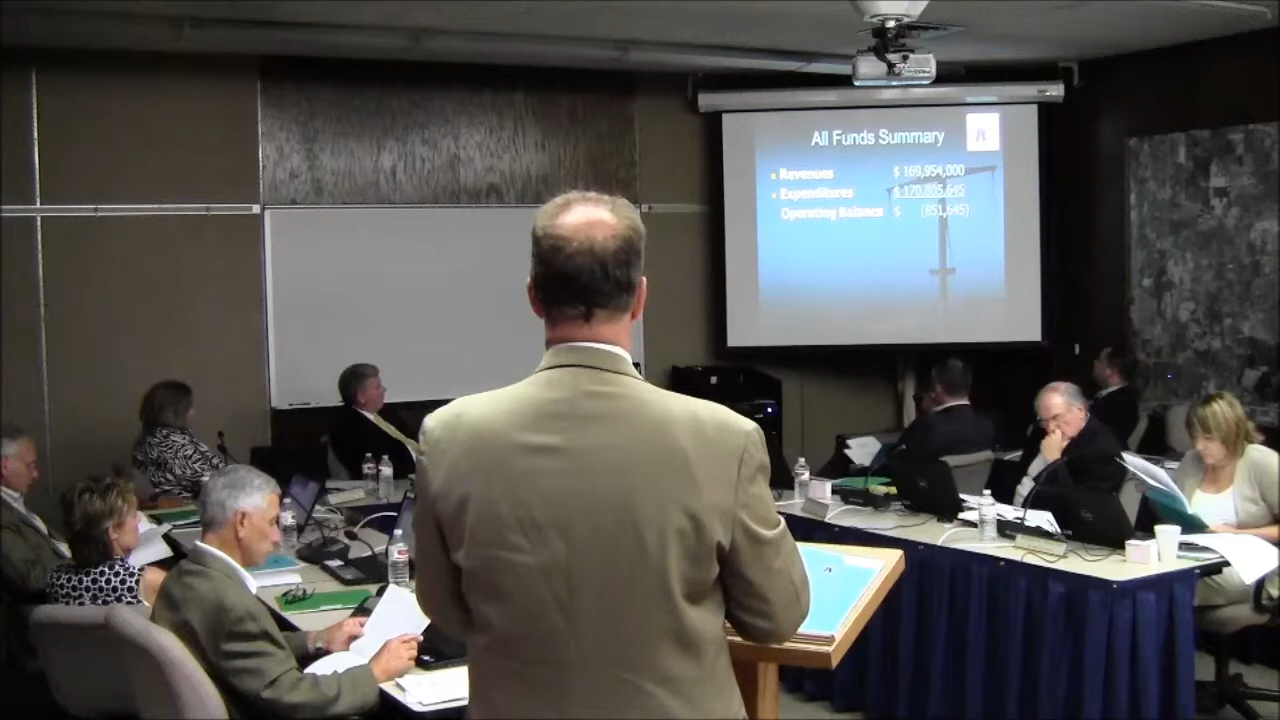 All Funds Summary
Revenues $ 169,954,000
Expenditures $ 170,805,645
Operating Balance $ (851,645)